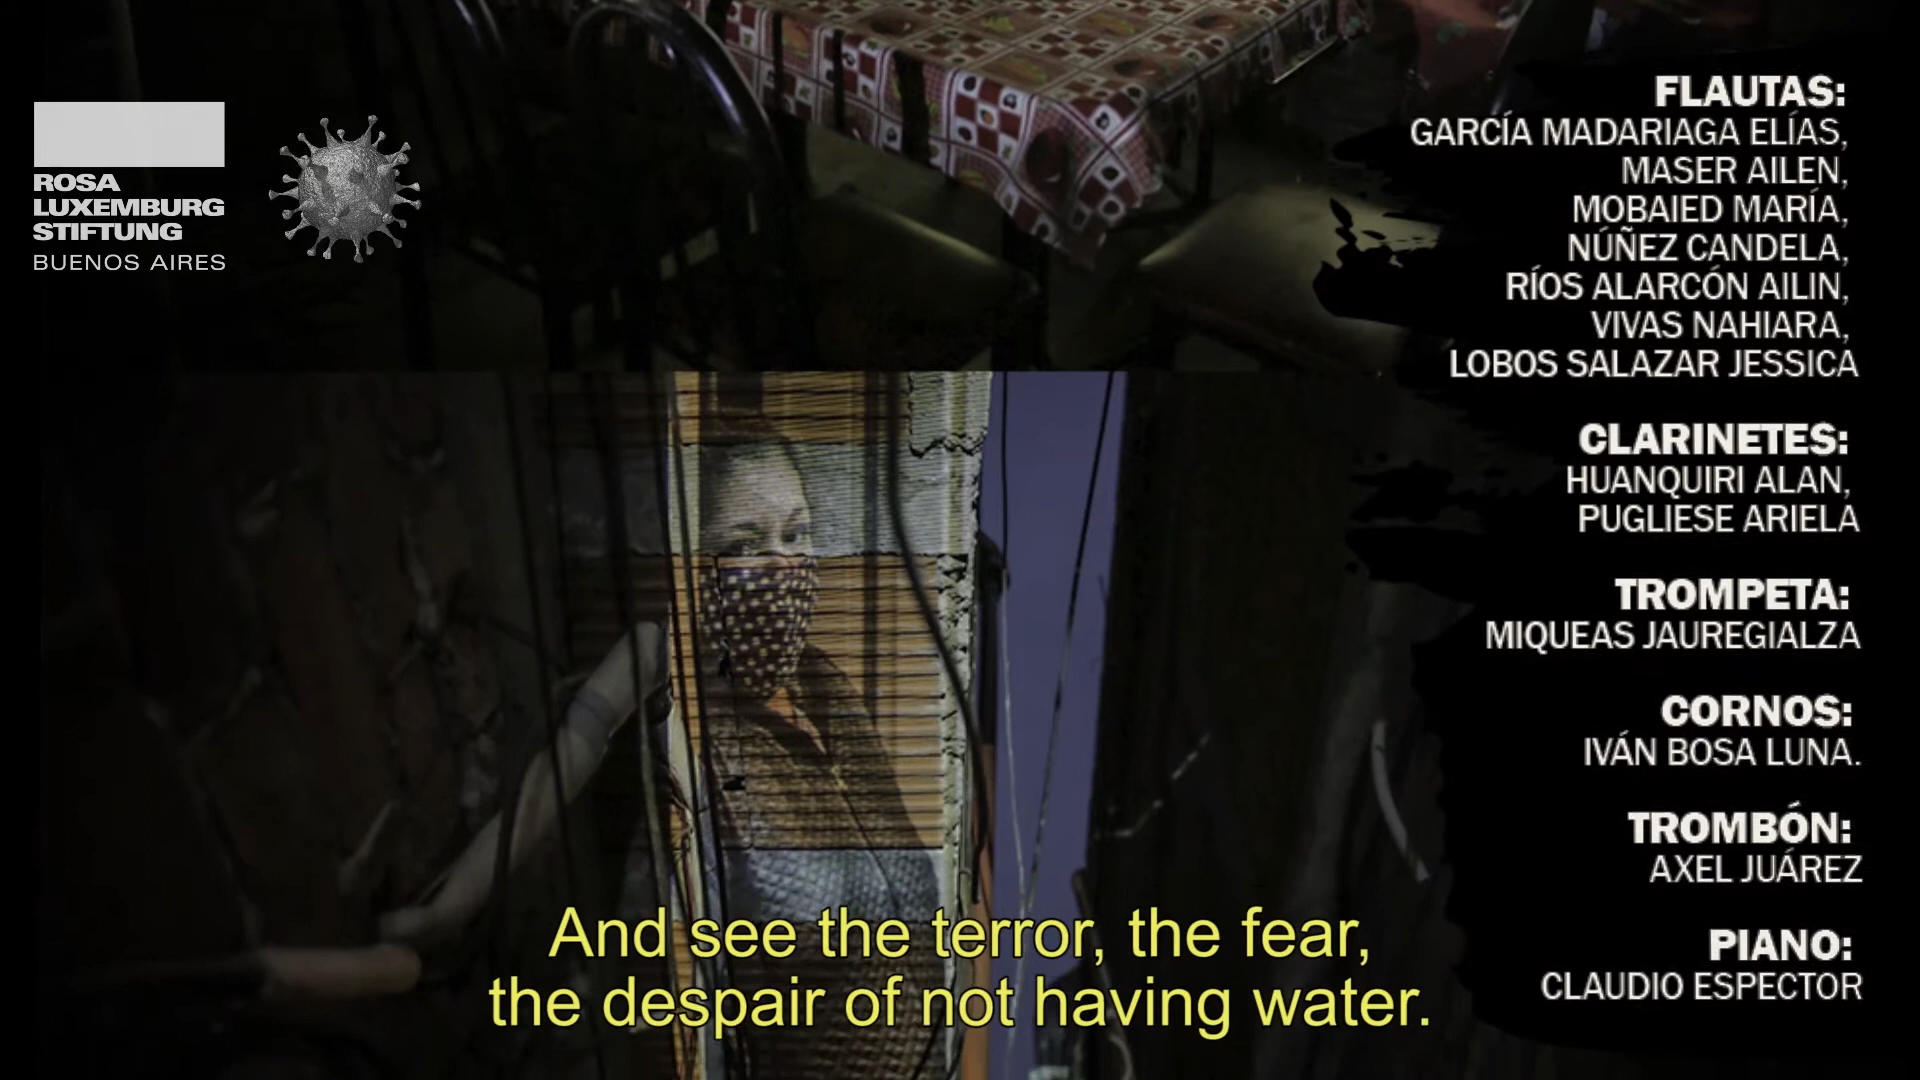 ROSA
LUXEMBURG
STIFTUNG
BUENOS AIRES
FLAUTAS:
GARCÍA MADARIAGA ELÍAS,
MASER AILEN,
MOBAIED MARÍA,
NÚÑEZ CANDELA,
RÍOS ALARCÓN AILIN,
VIVAS NAHIARA,
LOBOS SALAZAR JESSICA
CLARINETES:
HUANQUIRI ALAN,
PUGLIESE ARIELA
TROMPETA:
MIQUEAS JAUREGIALZA
CORNOS:
IVÁN BOSA LUNA.
TROMBÓN:
AXEL JUÁREZ
PIANO:
CLAUDIO ESPECTOR
And see the terror, the fear,
the despair of not having water.